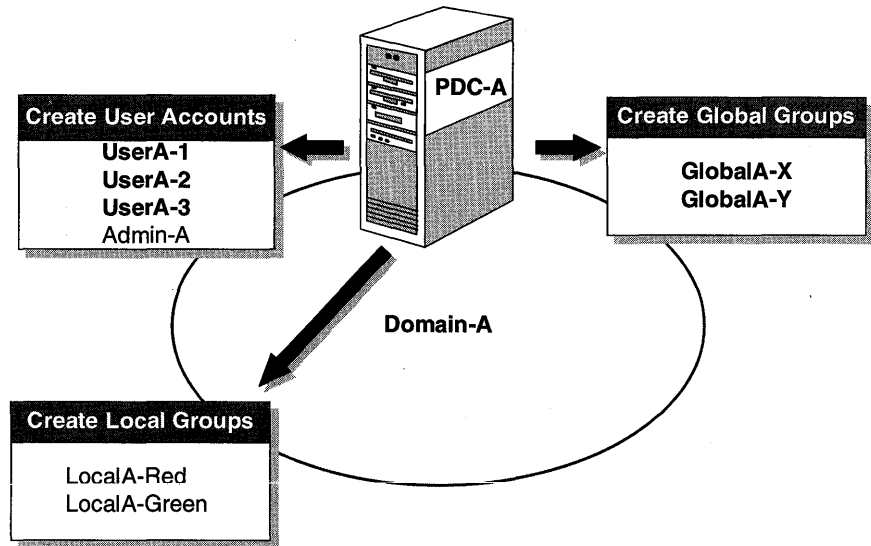 PDC-A
Create User Accounts
UserA-1
UserA-2
UserA-3
Admin-A
Create Global Groups
GlobalA-X
GlobalA-Y
Domain-A
Create Local Groups
LocalA-Red
LocalA-Green